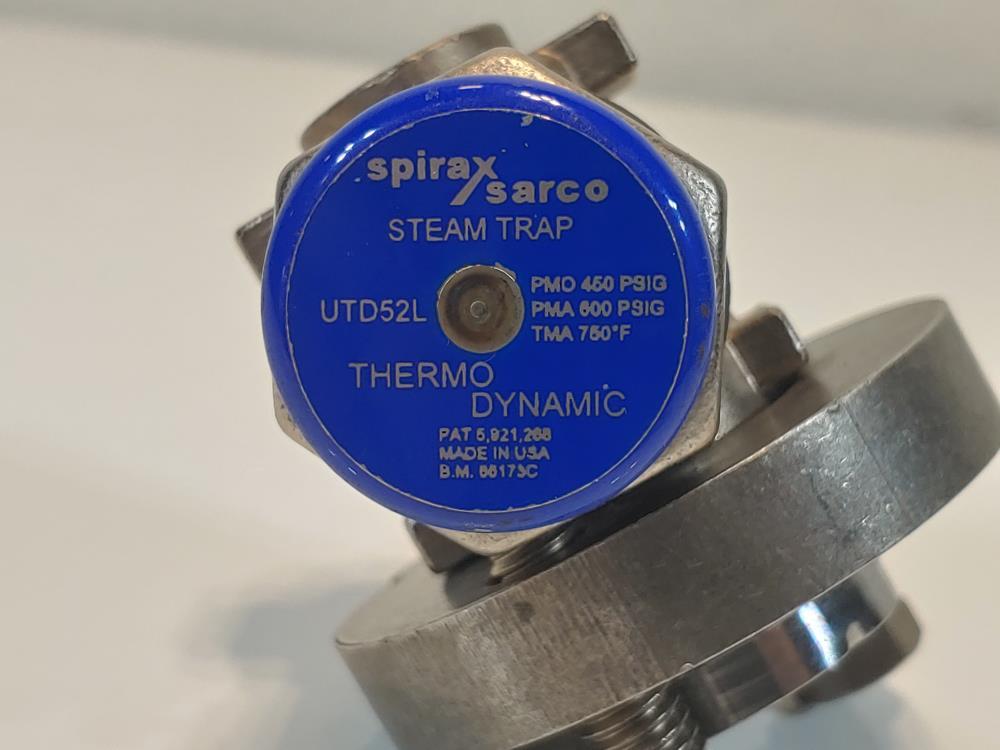 spirax
sarco
STEAM TRAP
UTD52L
PMO 450 PSIG
PMA 600 PSIG
TMA 750°F
THERMO
DYNAMIC
PAT 5,921,268
MADE IN USA
B.M. 66173C